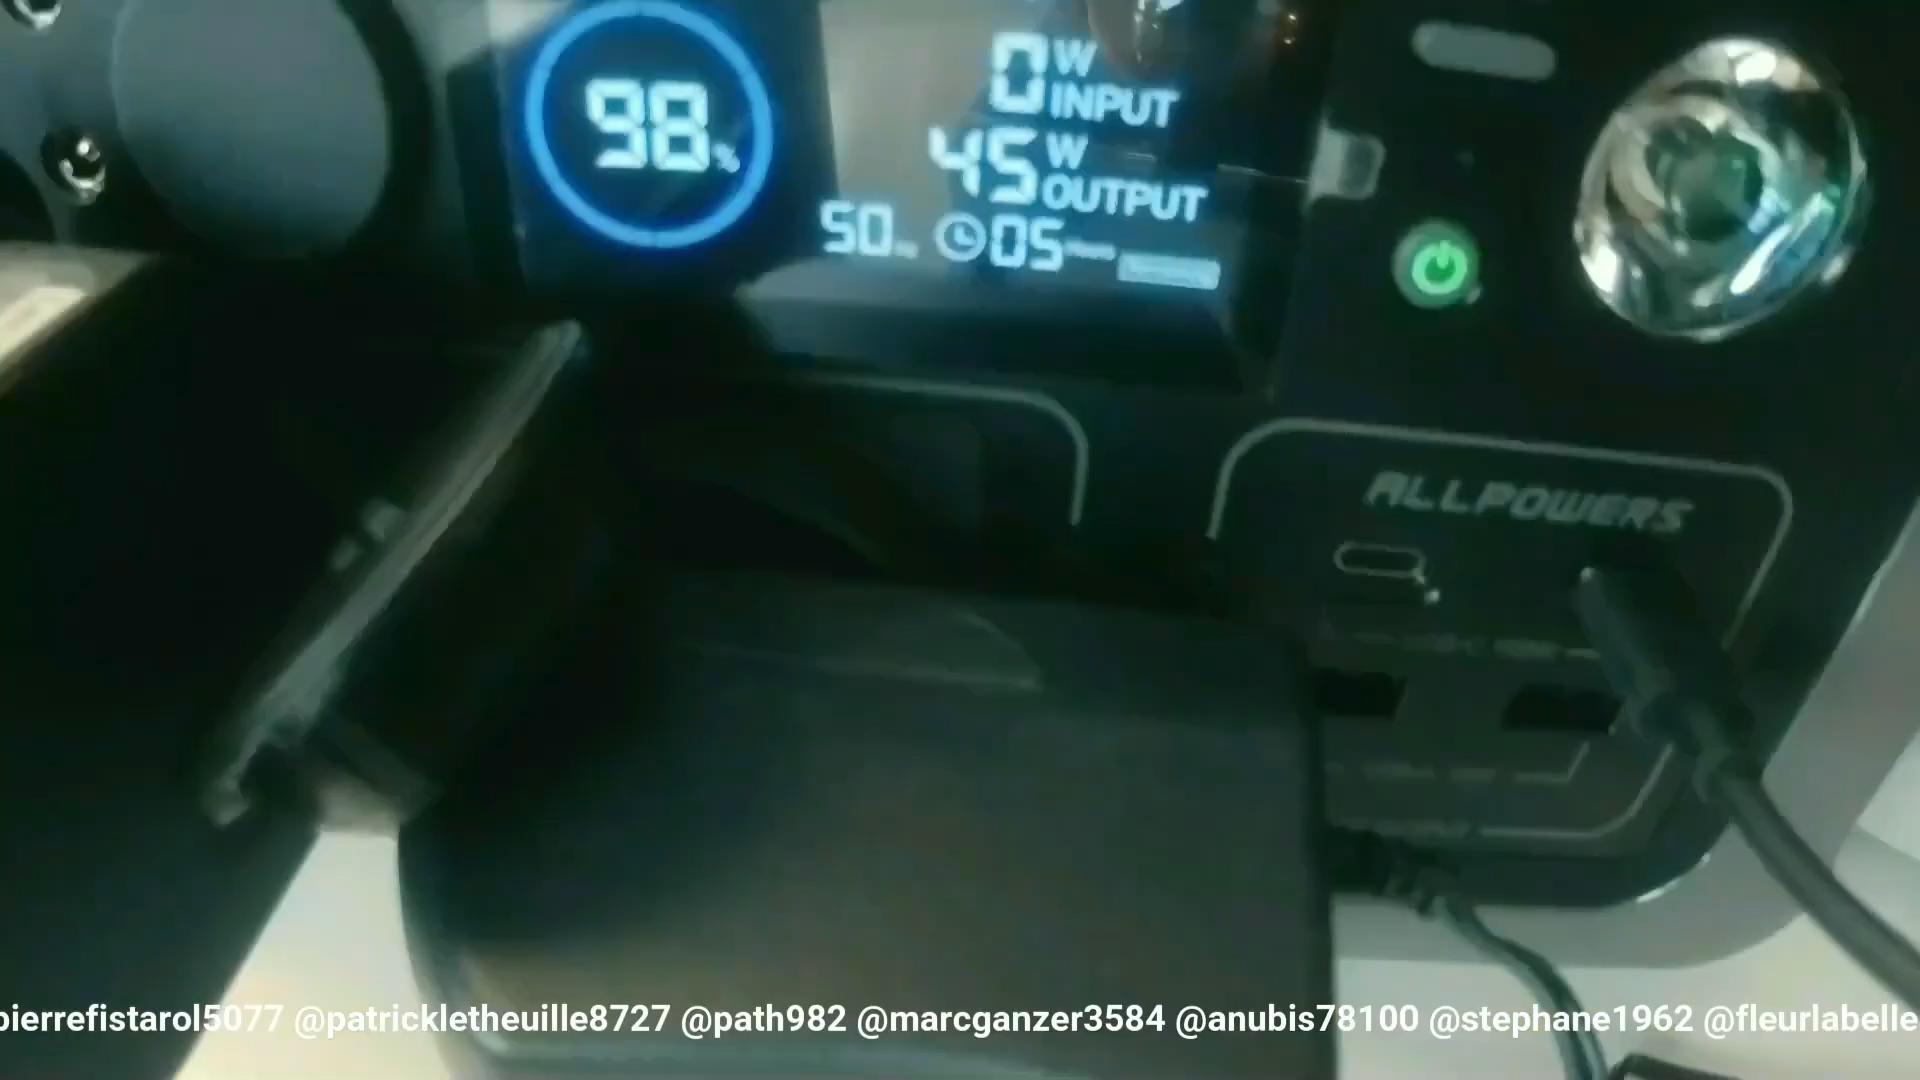 98%
0 W
INPUT
45 W
OUTPUT
50 05
ALLPOWERS
pierrefistarol5077 @patrickletheuille8727 @path982 @marcganzer3584 @anubis78100 @stephane1962 @fleurlabelle